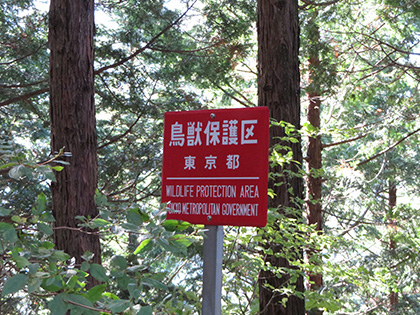 鳥獣保護区
東京都
WILDLIFE PROTECTION AREA
TOKYO METROPOLITAN GOVERNMENT